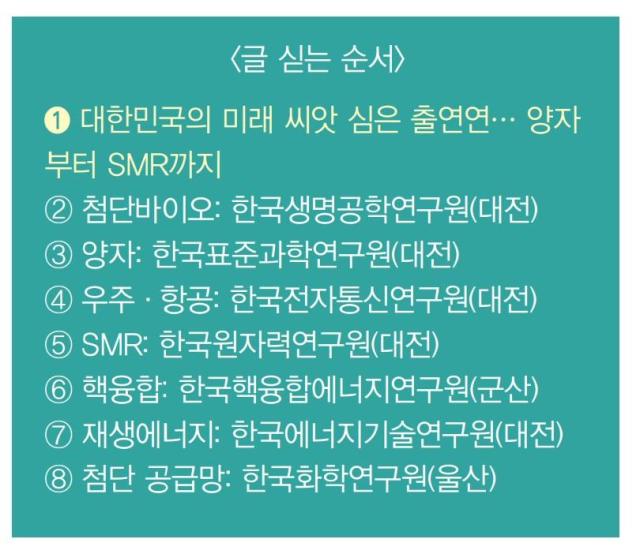 〈글 싣는 순서〉
❶ 대한민국의 미래 씨앗 심은 출연연… 양자
부터 SMR까지
② 첨단바이오: 한국생명공학연구원(대전)
③ 양자: 한국표준과학연구원(대전)
④ 우주·항공: 한국전자통신연구원(대전)
⑤ SMR: 한국원자력연구원(대전)
⑥ 핵융합: 한국핵융합에너지연구원(군산)
⑦ 재생에너지: 한국에너지기술연구원(대전)
⑧ 첨단 공급망: 한국화학연구원(울산)